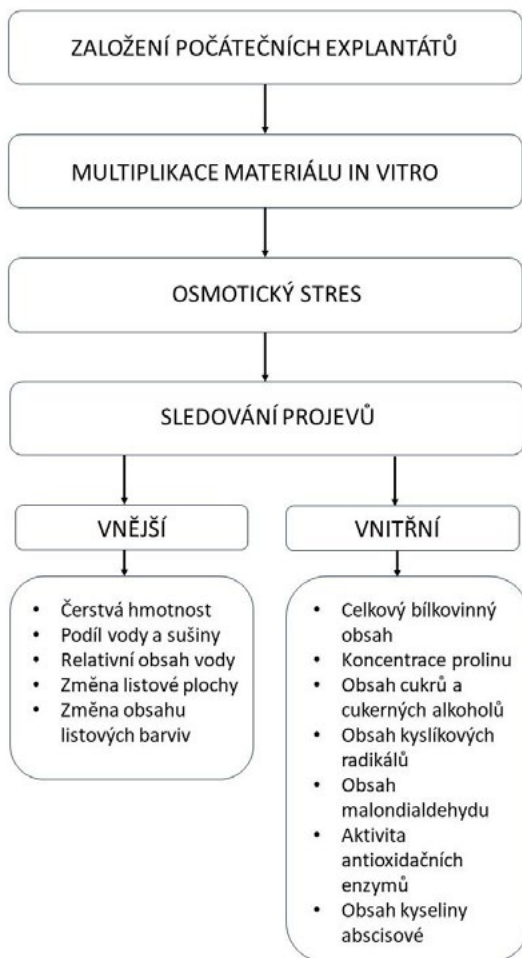 ZALOŽENÍ POČÁTEČNÍCH EXPLANTÁTŮ
MULTIPLIKACE MATERIÁLU IN VITRO
OSMOTICKÝ STRES
SLEDOVÁNÍ PROJEVŮ
VNĚJŠÍ
• Čerstvá hmotnost
• Podíl vody a sušiny
• Relativní obsah vody
• Změna listové plochy
• Změna obsahu
listových barviv
VNITŘNÍ
• Celkový bílkovinný
obsah
• Koncentrace prolinu
• Obsah cukrů a
cukerných alkoholů
• Obsah kyslíkových
radikálů
• Obsah
malondialdehydu
• Aktivita
antioxidačních
enzymů
• Obsah kyseliny
abscisové